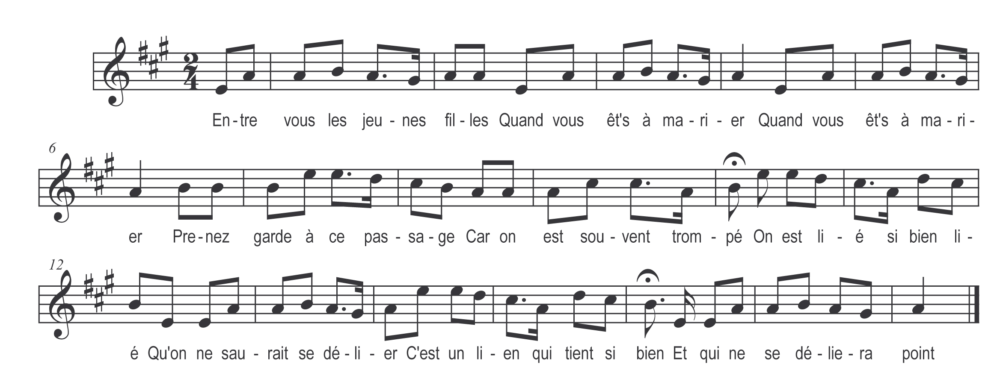 En - tre vous les jeu - nes fil - les Quand vous êt's à ma - ri - er Quand vous êt's à ma - ri -
6
er Pre - nez garde à ce pas - sa - ge Car on est sou - vent trom - pé On est li - é si bien li -
12
é Qu'on ne sau - rait se dé - li - er C'est un li - en qui tient si bien Et qui ne se dé - lie - ra point